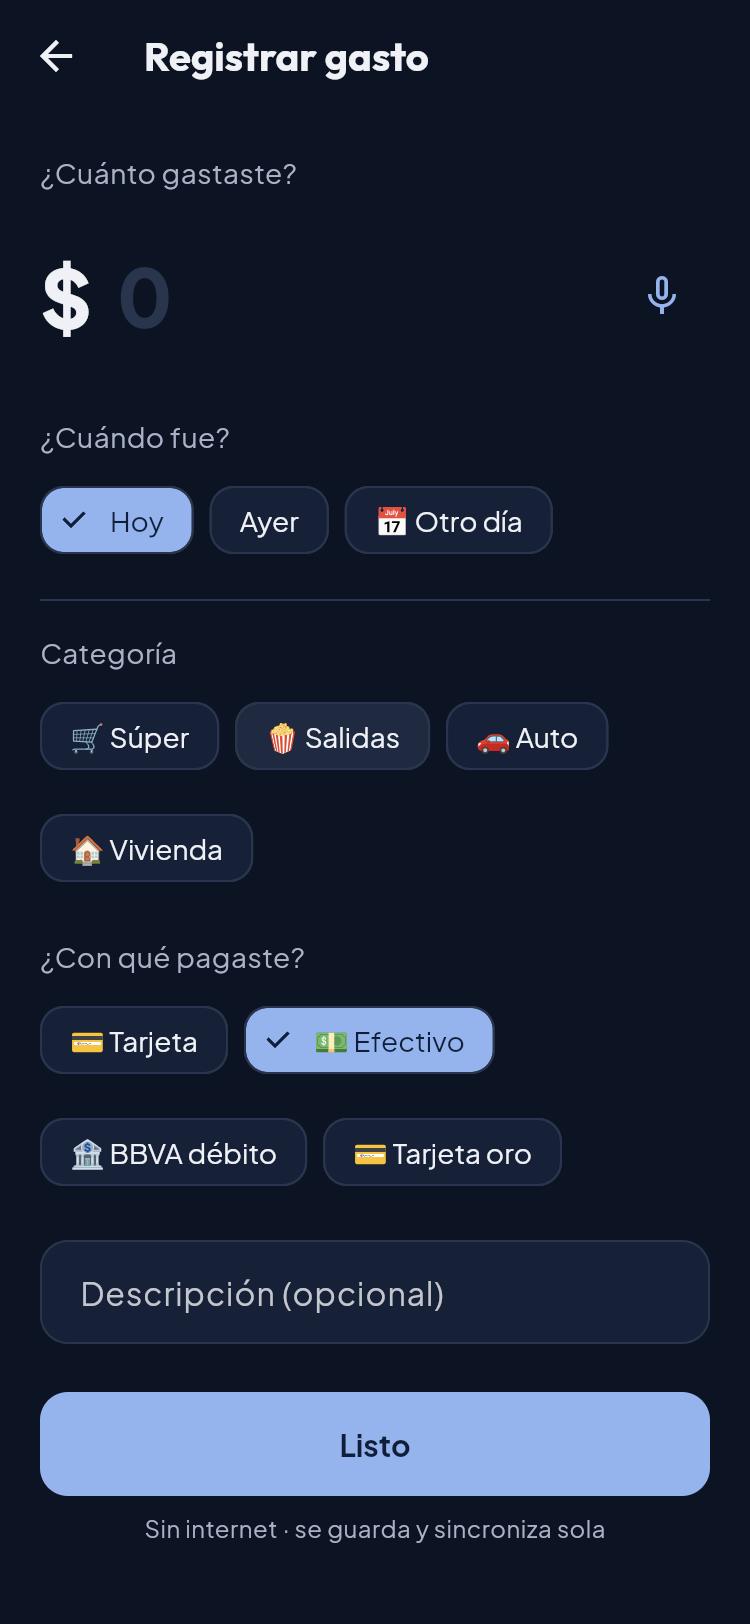 Registrar gasto
¿Cuánto gastaste?
$ 0
¿Cuándo fue?
Hoy Ayer 📅 Otro día
Categoría
🛒 Súper 🍿 Salidas 🚗 Auto
🏠 Vivienda
¿Con qué pagaste?
💳 Tarjeta 💵 Efectivo
🏦 BBVA débito 💳 Tarjeta oro
Descripción (opcional)
Listo
Sin internet · se guarda y sincroniza sola